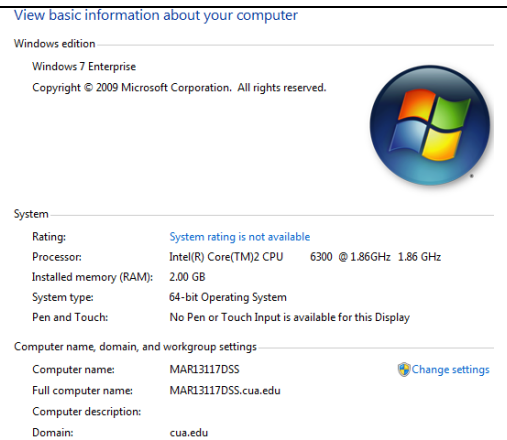 View basic information about your computer
Windows edition
Windows 7 Enterprise
Copyright © 2009 Microsoft Corporation.  All rights reserved.
System
Rating: System rating is not available
Processor: Intel(R) Core(TM)2 CPU 6300 @ 1.86GHz 1.86 GHz
Installed memory (RAM): 2.00 GB
System type: 64-bit Operating System
Pen and Touch: No Pen or Touch Input is available for this Display
Computer name, domain, and workgroup settings
Computer name: MAR13117DSS Change settings
Full computer name: MAR13117DSS.cua.edu
Computer description:
Domain: cua.edu